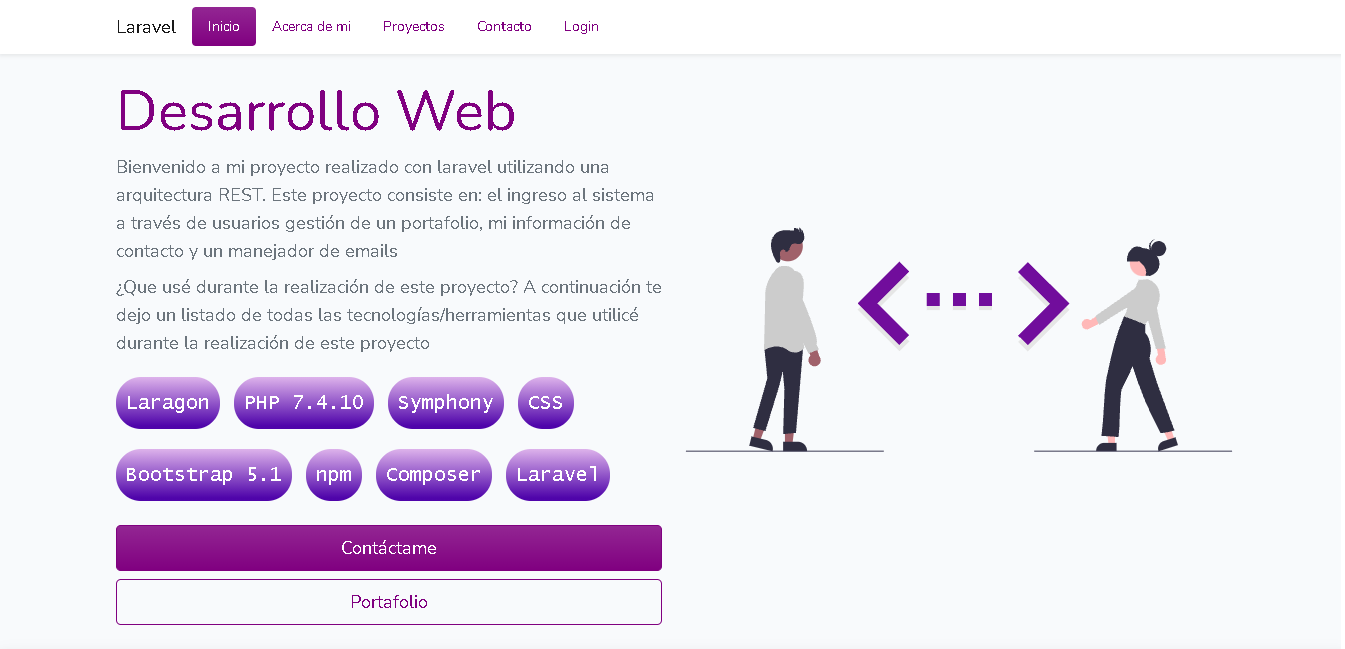 Laravel Inicio Acerca de mi Proyectos Contacto Login
Desarrollo Web
Bienvenido a mi proyecto realizado con laravel utilizando una
arquitectura REST. Este proyecto consiste en: el ingreso al sistema
a través de usuarios gestión de un portafolio, mi información de
contacto y un manejador de emails
¿Que usé durante la realización de este proyecto? A continuación te
dejo un listado de todas las tecnologías/herramientas que utilicé
durante la realización de este proyecto
Laragon PHP 7.4.10 Symphony CSS
Bootstrap 5.1 npm Composer Laravel
Contáctame
Portafolio